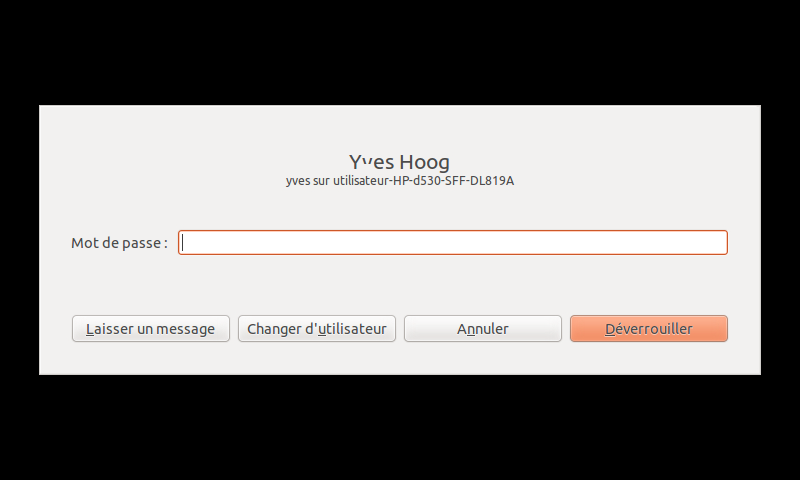 Yves Hoog
yves sur utilisateur-HP-d530-SFF-DL819A
Mot de passe :
Laisser un message
Changer d'utilisateur
Annuler
Déverrouiller